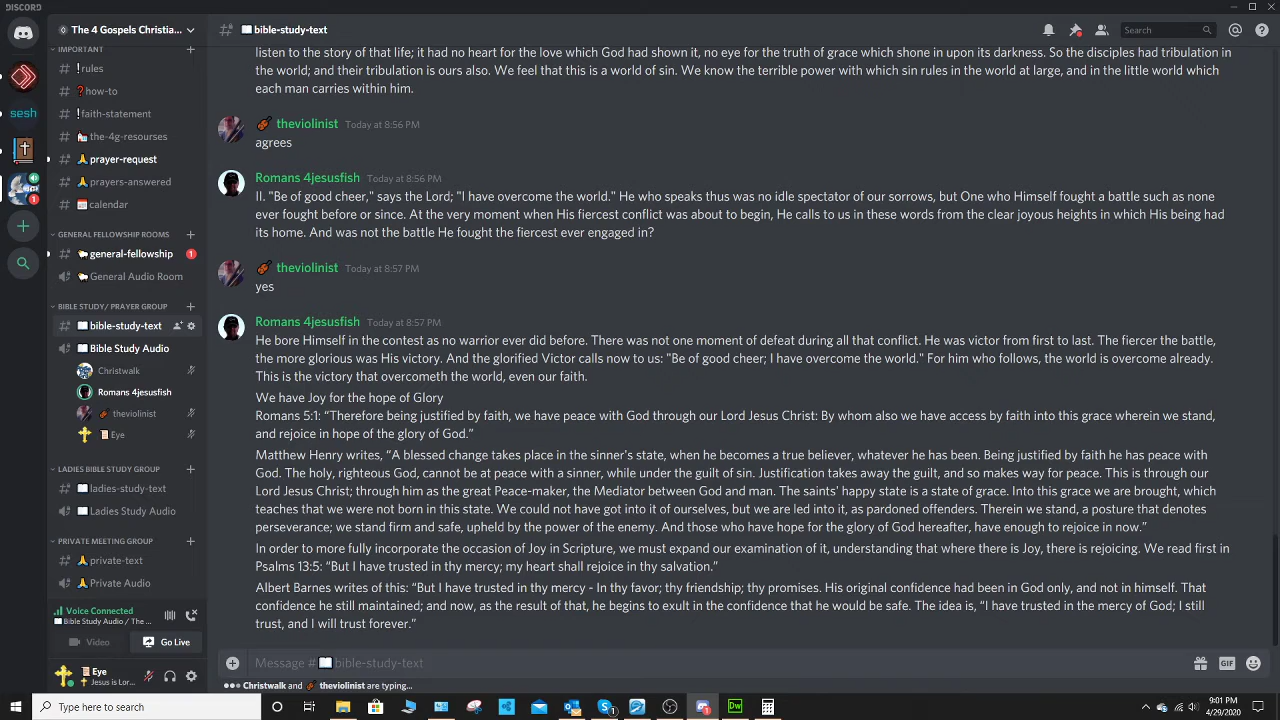 DISCORD
The 4 Gospels Christia...
bible-study-text
Search
IMPORTANT
rules
how-to
faith-statement
the-4g-resourses
prayer-request
prayers-answered
calendar
GENERAL FELLOWSHIP ROOMS
general-fellowship 1
General Audio Room
BIBLE STUDY/ PRAYER GROUP
bible-study-text
Bible Study Audio
Christwalk
Romans 4jesusfish
theviolinist
Eye
LADIES BIBLE STUDY GROUP
ladies-study-text
Ladies Study Audio
PRIVATE MEETING GROUP
private-text
Private Audio
Voice Connected
Bible Study Audio / The ...
Video
Go Live
Eye
Jesus is Lor...
sesh
1
listen to the story of that life; it had no heart for the love which God had shown it, no eye for the truth of grace which shone in upon its darkness. So the disciples had tribulation in
the world; and their tribulation is ours also. We feel that this is a world of sin. We know the terrible power with which sin rules in the world at large, and in the little world which
each man carries within him.
theviolinist Today at 8:56 PM
agrees
Romans 4jesusfish Today at 8:56 PM
II. "Be of good cheer," says the Lord; "I have overcome the world." He who speaks thus was no idle spectator of our sorrows, but One who Himself fought a battle such as none
ever fought before or since. At the very moment when His fiercest conflict was about to begin, He calls to us in these words from the clear joyous heights in which His being had
its home. And was not the battle He fought the fiercest ever engaged in?
theviolinist Today at 8:57 PM
yes
Romans 4jesusfish Today at 8:57 PM
He bore Himself in the contest as no warrior ever did before. There was not one moment of defeat during all that conflict. He was victor from first to last. The fiercer the battle,
the more glorious was His victory. And the glorified Victor calls now to us: "Be of good cheer; I have overcome the world." For him who follows, the world is overcome already.
This is the victory that overcometh the world, even our faith.
We have Joy for the hope of Glory
Romans 5:1: “Therefore being justified by faith, we have peace with God through our Lord Jesus Christ: By whom also we have access by faith into this grace wherein we stand,
and rejoice in hope of the glory of God.”
Matthew Henry writes, “A blessed change takes place in the sinner's state, when he becomes a true believer, whatever he has been. Being justified by faith he has peace with
God. The holy, righteous God, cannot be at peace with a sinner, while under the guilt of sin. Justification takes away the guilt, and so makes way for peace. This is through our
Lord Jesus Christ; through him as the great Peace-maker, the Mediator between God and man. The saints' happy state is a state of grace. Into this grace we are brought, which
teaches that we were not born in this state. We could not have got into it of ourselves, but we are led into it, as pardoned offenders. Therein we stand, a posture that denotes
perseverance; we stand firm and safe, upheld by the power of the enemy. And those who have hope for the glory of God hereafter, have enough to rejoice in now.”
In order to more fully incorporate the occasion of Joy in Scripture, we must expand our examination of it, understanding that where there is Joy, there is rejoicing. We read first in
Psalms 13:5: “But I have trusted in thy mercy; my heart shall rejoice in thy salvation.”
Albert Barnes writes of this: “But I have trusted in thy mercy - In thy favor; thy friendship; thy promises. His original confidence had been in God only, and not in himself. That
confidence he still maintained; and now, as the result of that, he begins to exult in the confidence that he would be safe. The idea is, “I have trusted in the mercy of God; I still
trust, and I will trust forever.”
Message # bible-study-text
GIF
Christwalk and theviolinist are typing...
Type here to search
Dw
9:01 PM
4/29/2020